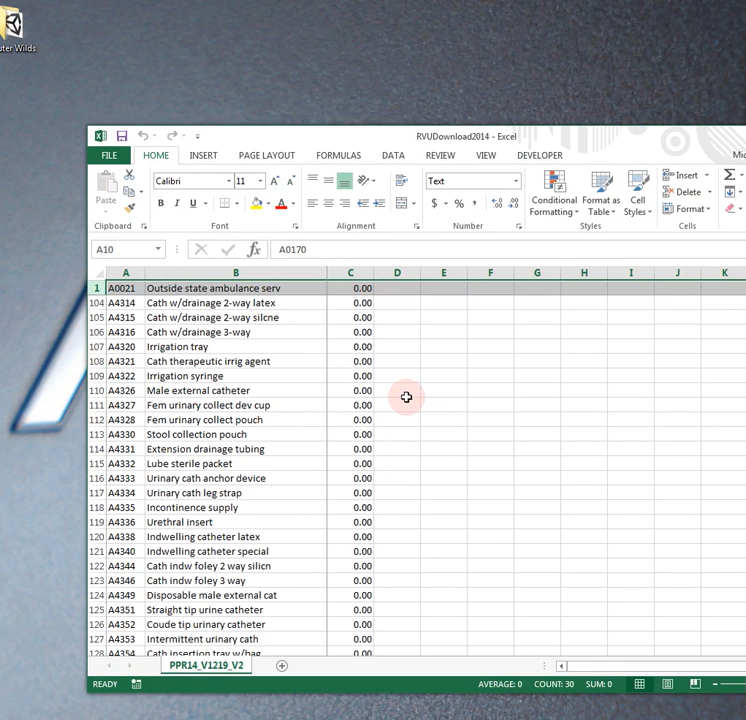 uter Wilds
RVUDownload2014 - Excel
FILE HOME INSERT PAGE LAYOUT FORMULAS DATA REVIEW VIEW DEVELOPER Mic
Calibri 11 Text Insert
Paste Conditional Format as Cell Delete
Formatting Table Styles Format
Clipboard Font Alignment Number Styles Cells
A10 A0170
A B C D E F G H I J K
1 A0021 Outside state ambulance serv 0.00
104 A4314 Cath w/drainage 2-way latex 0.00
105 A4315 Cath w/drainage 2-way silcne 0.00
106 A4316 Cath w/drainage 3-way 0.00
107 A4320 Irrigation tray 0.00
108 A4321 Cath therapeutic irrig agent 0.00
109 A4322 Irrigation syringe 0.00
110 A4326 Male external catheter 0.00
111 A4327 Fem urinary collect dev cup 0.00
112 A4328 Fem urinary collect pouch 0.00
113 A4330 Stool collection pouch 0.00
114 A4331 Extension drainage tubing 0.00
115 A4332 Lube sterile packet 0.00
116 A4333 Urinary cath anchor device 0.00
117 A4334 Urinary cath leg strap 0.00
118 A4335 Incontinence supply 0.00
119 A4336 Urethral insert 0.00
120 A4338 Indwelling catheter latex 0.00
121 A4340 Indwelling catheter special 0.00
122 A4344 Cath indw foley 2 way silicn 0.00
123 A4346 Cath indw foley 3 way 0.00
124 A4349 Disposable male external cat 0.00
125 A4351 Straight tip urine catheter 0.00
126 A4352 Coude tip urinary catheter 0.00
127 A4353 Intermittent urinary cath 0.00
128 A4354 Cath insertion tray w/bag 0.00
PPR14_V1219_V2
READY AVERAGE: 0 COUNT: 30 SUM: 0